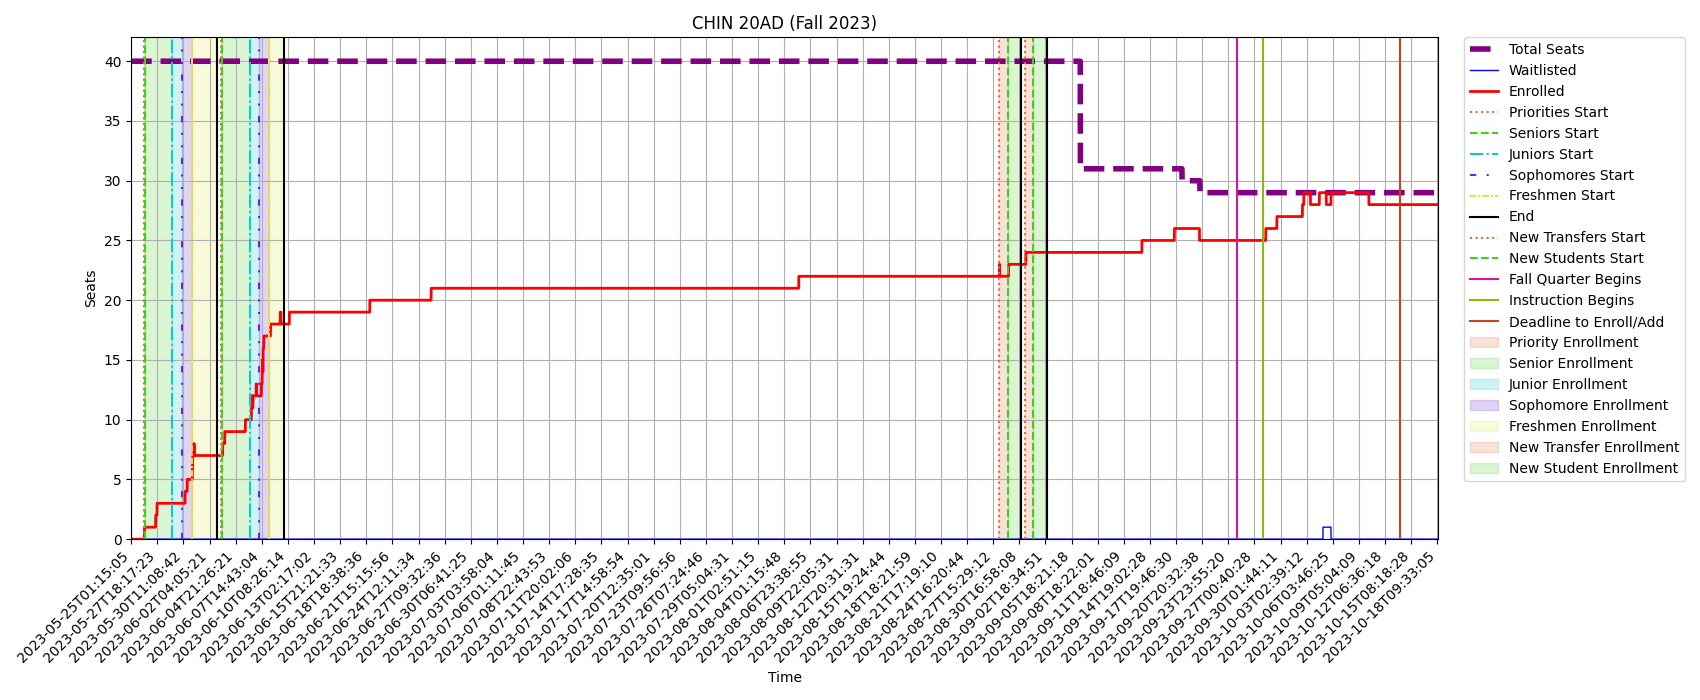 CHIN 20AD (Fall 2023)
40
35
30
25
20
15
10
5
0
Seats
2023-05-25T01:15:05
2023-05-27T18:17:23
2023-05-30T11:08:42
2023-06-02T04:05:21
2023-06-04T21:26:21
2023-06-07T14:43:04
2023-06-10T08:26:14
2023-06-13T02:17:02
2023-06-15T21:21:33
2023-06-18T18:38:36
2023-06-21T15:15:56
2023-06-24T12:11:34
2023-06-27T09:32:36
2023-06-30T06:41:25
2023-07-03T03:58:04
2023-07-06T01:11:45
2023-07-08T22:43:53
2023-07-11T20:02:06
2023-07-14T17:28:35
2023-07-17T14:58:54
2023-07-20T12:35:01
2023-07-23T09:56:56
2023-07-26T07:24:46
2023-07-29T05:04:31
2023-08-01T02:51:15
2023-08-04T01:15:48
2023-08-06T23:38:55
2023-08-09T22:05:31
2023-08-12T20:31:31
2023-08-15T19:24:44
2023-08-18T18:21:59
2023-08-21T17:19:10
2023-08-24T16:20:44
2023-08-27T15:29:12
2023-08-30T16:58:08
2023-09-02T18:34:51
2023-09-05T18:21:18
2023-09-08T18:22:01
2023-09-11T18:46:09
2023-09-14T19:02:28
2023-09-17T19:46:30
2023-09-20T20:32:38
2023-09-23T23:55:20
2023-09-27T00:40:28
2023-09-30T01:44:11
2023-10-03T02:39:12
2023-10-06T03:46:25
2023-10-09T05:04:09
2023-10-12T06:36:18
2023-10-15T08:18:28
2023-10-18T09:33:05
Time
Total Seats
Waitlisted
Enrolled
Priorities Start
Seniors Start
Juniors Start
Sophomores Start
Freshmen Start
End
New Transfers Start
New Students Start
Fall Quarter Begins
Instruction Begins
Deadline to Enroll/Add
Priority Enrollment
Senior Enrollment
Junior Enrollment
Sophomore Enrollment
Freshmen Enrollment
New Transfer Enrollment
New Student Enrollment